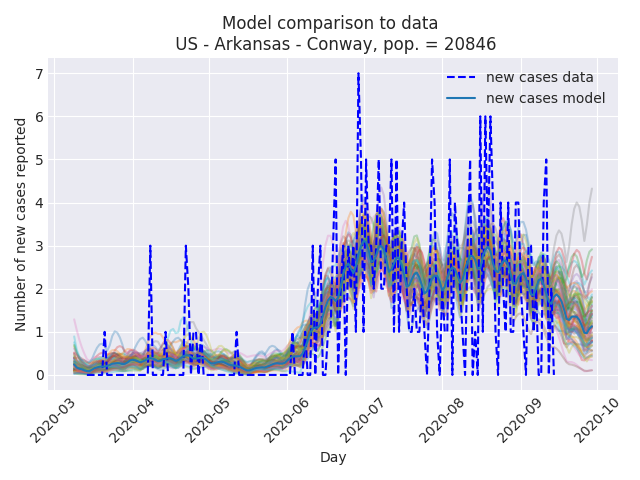 Model comparison to data
US - Arkansas - Conway, pop. = 20846
new cases data
new cases model
Number of new cases reported
7
6
5
4
3
2
1
0
2020-03
2020-04
2020-05
2020-06
2020-07
2020-08
2020-09
2020-10
Day